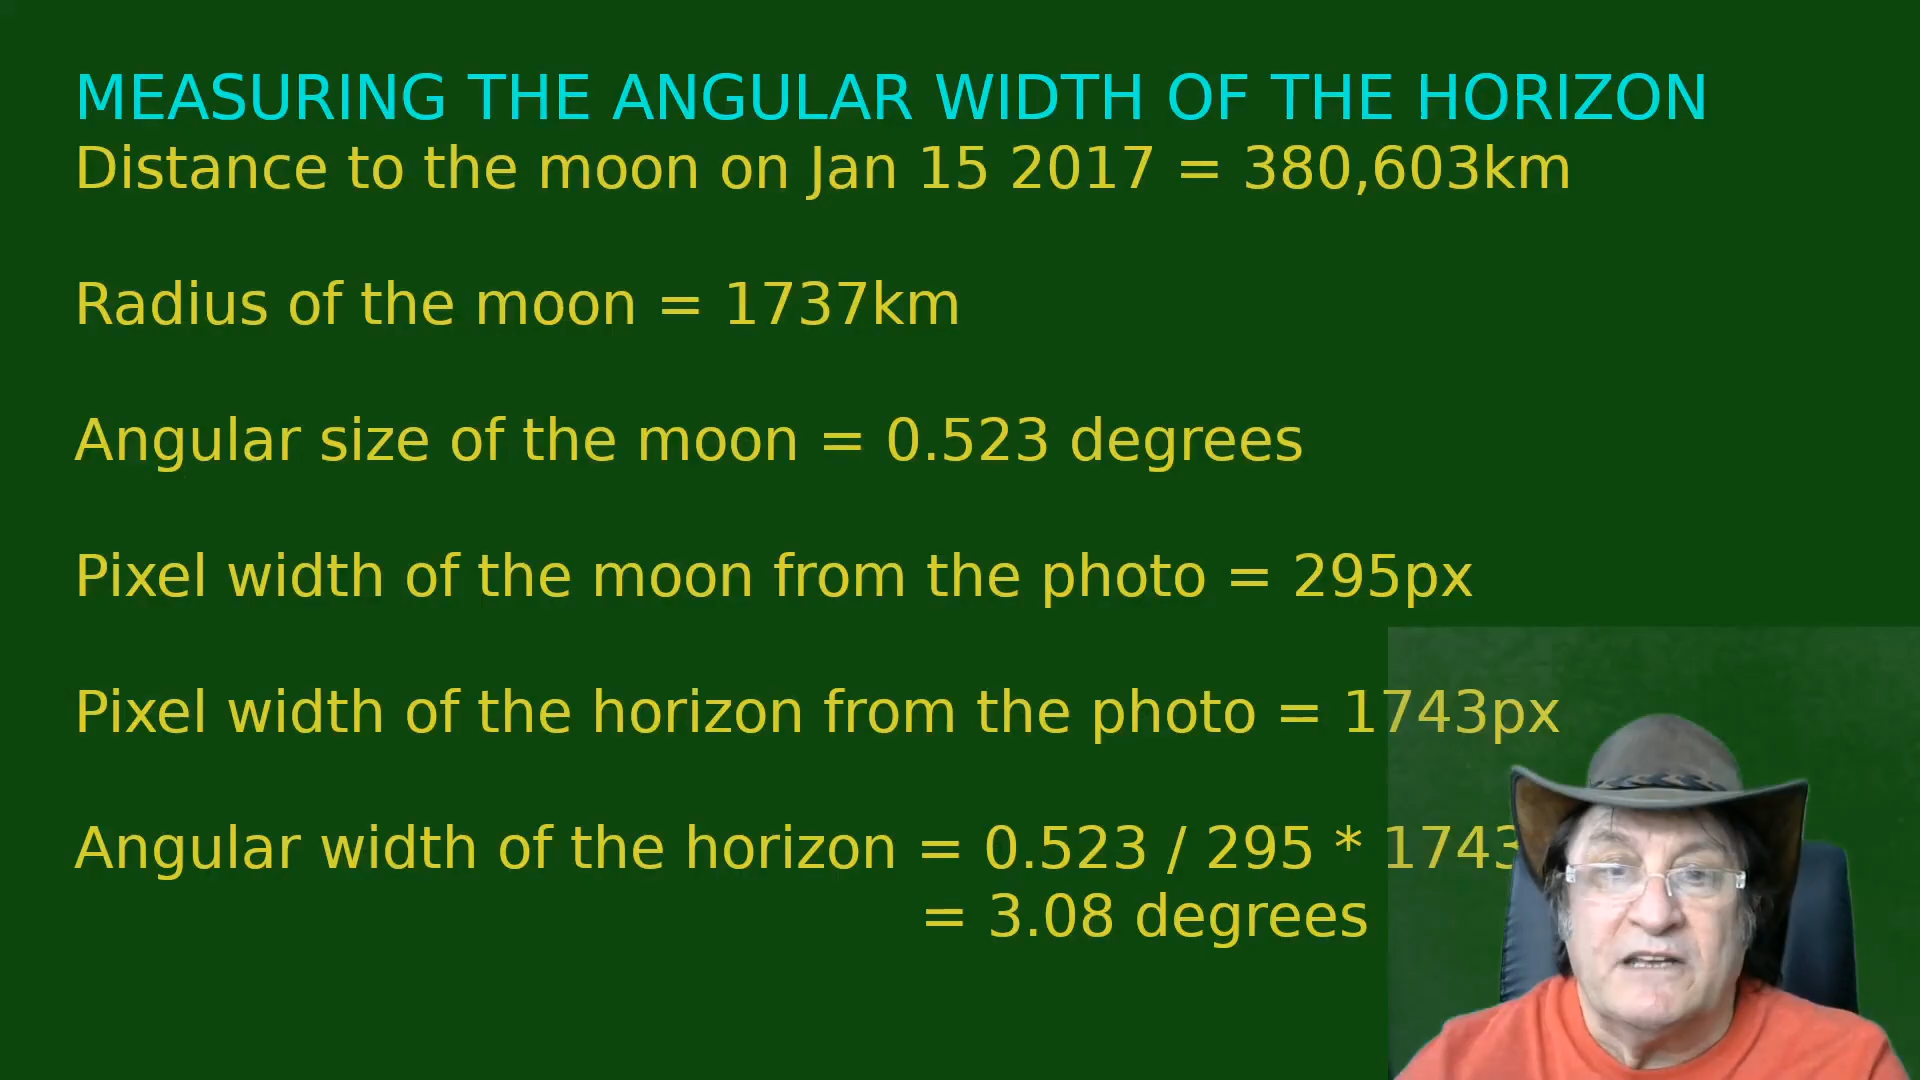 MEASURING THE ANGULAR WIDTH OF THE HORIZON
Distance to the moon on Jan 15 2017 = 380,603km
Radius of the moon = 1737km
Angular size of the moon = 0.523 degrees
Pixel width of the moon from the photo = 295px
Pixel width of the horizon from the photo = 1743px
Angular width of the horizon = 0.523 / 295 * 1743
= 3.08 degrees